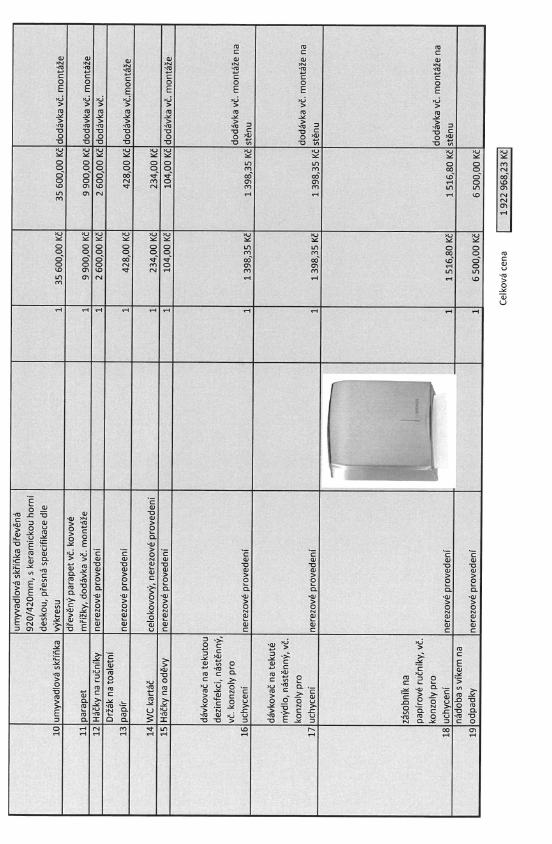 umyvadlová skříňka dřevěná
920/420mm, s keramickou horní
deskou, přesná specifikace dle
10 umyvadlová skříňka výkresu 1 35 600,00 Kč 35 600,00 Kč dodávka vč. montáže
dřevěný parapet vč. kovové
11 parapet mřížky, dodávka vč. montáže 1 9 900,00 Kč 9 900,00 Kč dodávka vč. montáže
12 Háčky na ručníky nerezové provedení 1 2 600,00 Kč 2 600,00 Kč dodávka vč.
Držák na toaletní
13 papír nerezové provedení 1 428,00 Kč 428,00 Kč dodávka vč.montáže
14 WC kartáč celokovový, nerezové provedení 1 234,00 Kč 234,00 Kč
15 Háčky na oděvy nerezové provedení 1 104,00 Kč 104,00 Kč dodávka vč. montáže
dávkovač na tekutou
dezinfekci, nástěnný,
vč. konzoly pro dodávka vč. montáže na
16 uchycení nerezové provedení 1 1 398,35 Kč 1 398,35 Kč stěnu
dávkovač na tekuté
mýdlo, nástěnný, vč.
konzoly pro dodávka vč. montáže na
17 uchycení nerezové provedení 1 1 398,35 Kč 1 398,35 Kč stěnu
zásobník na
papírové ručníky, vč.
konzoly pro dodávka vč. montáže na
18 uchycení nerezové provedení 1 1 516,80 Kč 1 516,80 Kč stěnu
nádoba s víkem na
19 odpadky nerezové provedení 1 6 500,00 Kč 6 500,00 Kč
Celková cena 1 922 968,23 Kč